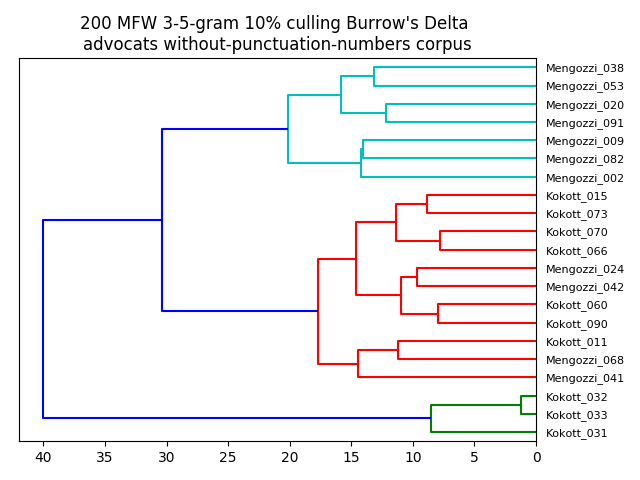 200 MFW 3-5-gram 10% culling Burrow's Delta
advocats without-punctuation-numbers corpus
Mengozzi_038
Mengozzi_053
Mengozzi_020
Mengozzi_091
Mengozzi_009
Mengozzi_082
Mengozzi_002
Kokott_015
Kokott_073
Kokott_070
Kokott_066
Mengozzi_024
Mengozzi_042
Kokott_060
Kokott_090
Kokott_011
Mengozzi_068
Mengozzi_041
Kokott_032
Kokott_033
Kokott_031
40 35 30 25 20 15 10 5 0